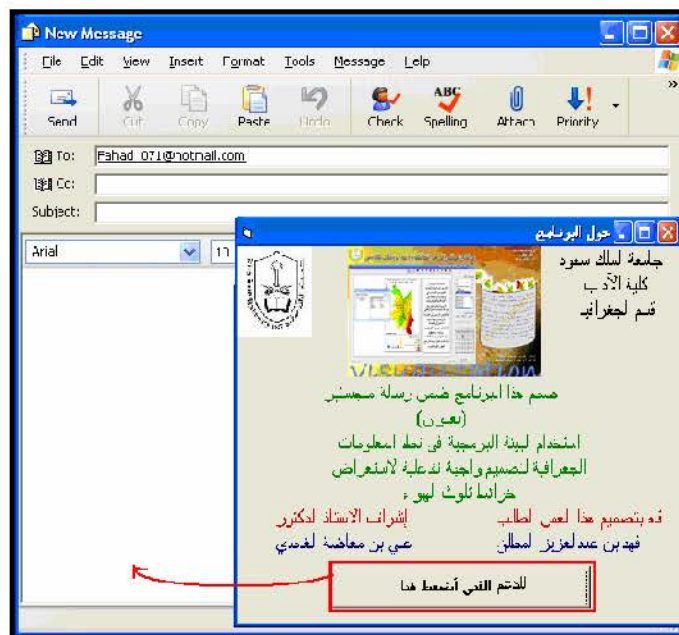 New Message
File Edit View Insert Format Tools Message Help
Send Cut Copy Paste Undo Check Spelling Attach Priority
To: Fahad_071@hotmail.com
Cc:
Subject:
Arial
حول البرنامج
جامعة الملك سعود
كلية الآداب
قسم الجغرافيا
صمم هذا البرنامج ضمن رسالة ماجستير
(بعنوان)
استخدام البيئة البرمجية في نظم المعلومات
الجغرافية لتصميم واجهة تفاعلية لاستعراض
خرائط تلوث الهواء
قام بتصميم هذا العمل الطالب
فهد بن عبدالعزيز المطلق
إشراف الاستاذ الدكتور
علي بن معاضة الغامدي
للدعم الفني أضغط هنا